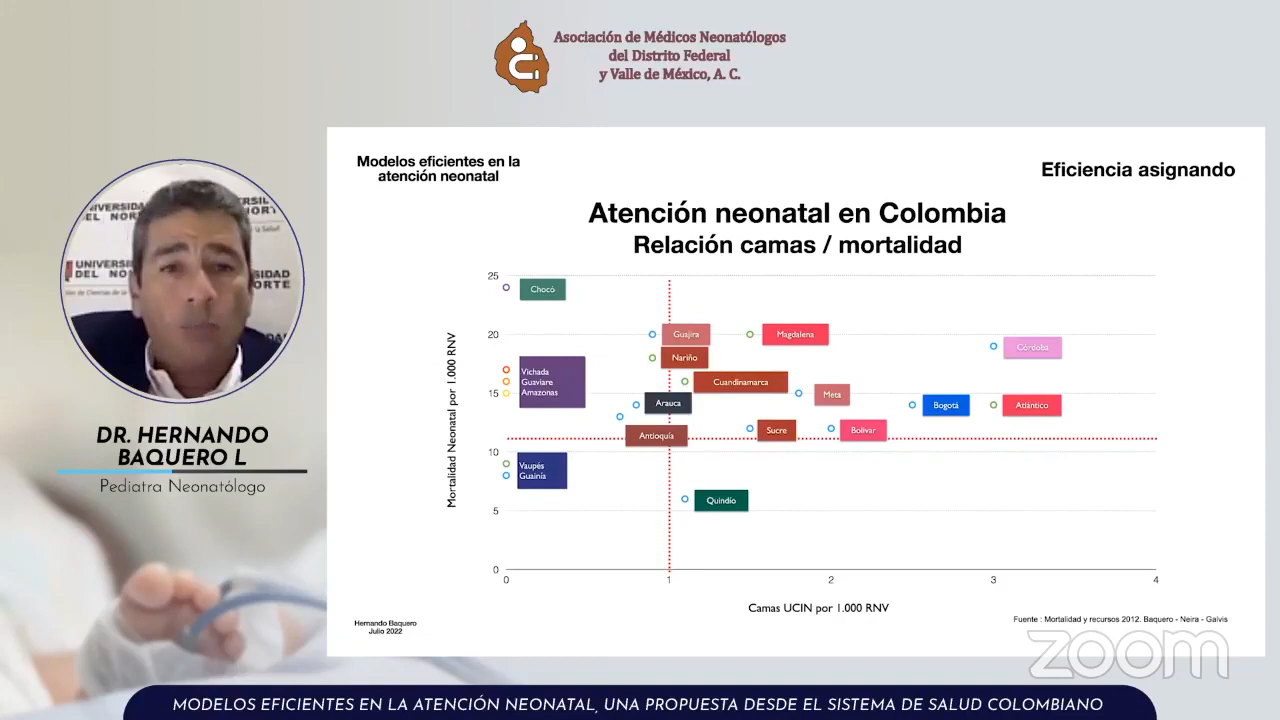 Asociación de Médicos Neonatólogos
del Distrito Federal
y Valle de México, A. C.
Modelos eficientes en la
atención neonatal
Eficiencia asignando
Atención neonatal en Colombia
Relación camas / mortalidad
Mortalidad Neonatal por 1.000 RNV
25
20
15
10
5
0
Chocó
Guajira
Magdalena
Córdoba
Nariño
Vichada
Guaviare
Amazonas
Cuandinamarca
Meta
Arauca
Bogotá
Atlántico
Antioquía
Sucre
Bolívar
Vaupés
Guainía
Quindío
0
1
2
3
4
Camas UCIN por 1.000 RNV
Hernando Baquero
Julio 2022
Fuente : Mortalidad y recursos 2012. Baquero - Neira - Galvis
zoom
UNIVERSIDAD
DEL NORTE
DR. HERNANDO
BAQUERO L
Pediatra Neonatólogo
MODELOS EFICIENTES EN LA ATENCIÓN NEONATAL, UNA PROPUESTA DESDE EL SISTEMA DE SALUD COLOMBIANO